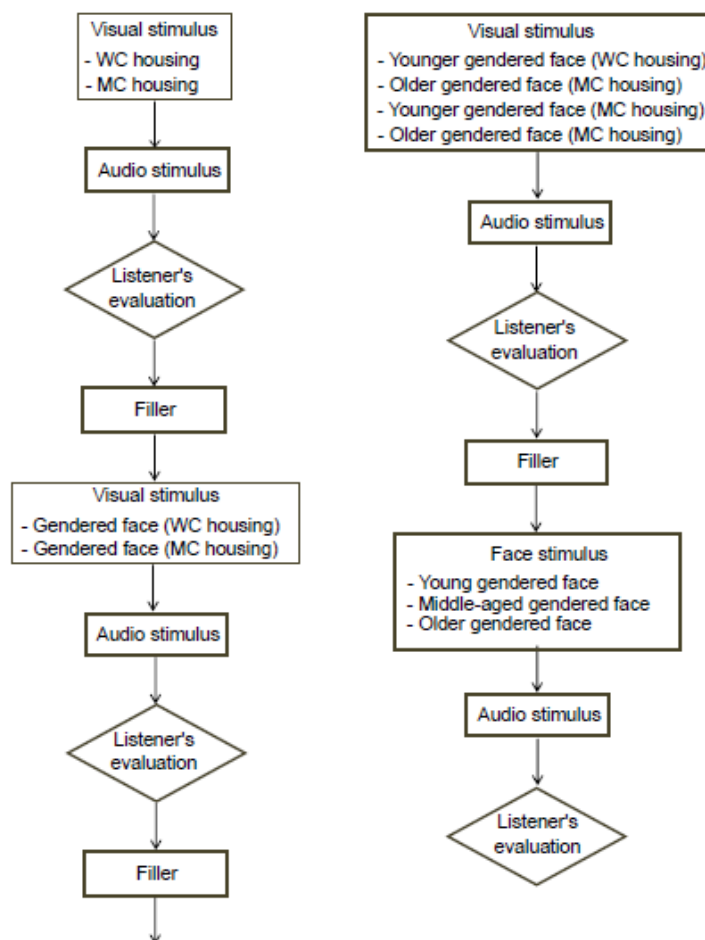 Visual stimulus
- WC housing
- MC housing
Audio stimulus
Listener's
evaluation
Filler
Visual stimulus
- Gendered face (WC housing)
- Gendered face (MC housing)
Audio stimulus
Listener's
evaluation
Filler
Visual stimulus
- Younger gendered face (WC housing)
- Older gendered face (MC housing)
- Younger gendered face (MC housing)
- Older gendered face (MC housing)
Audio stimulus
Listener's
evaluation
Filler
Face stimulus
- Young gendered face
- Middle-aged gendered face
- Older gendered face
Audio stimulus
Listener's
evaluation